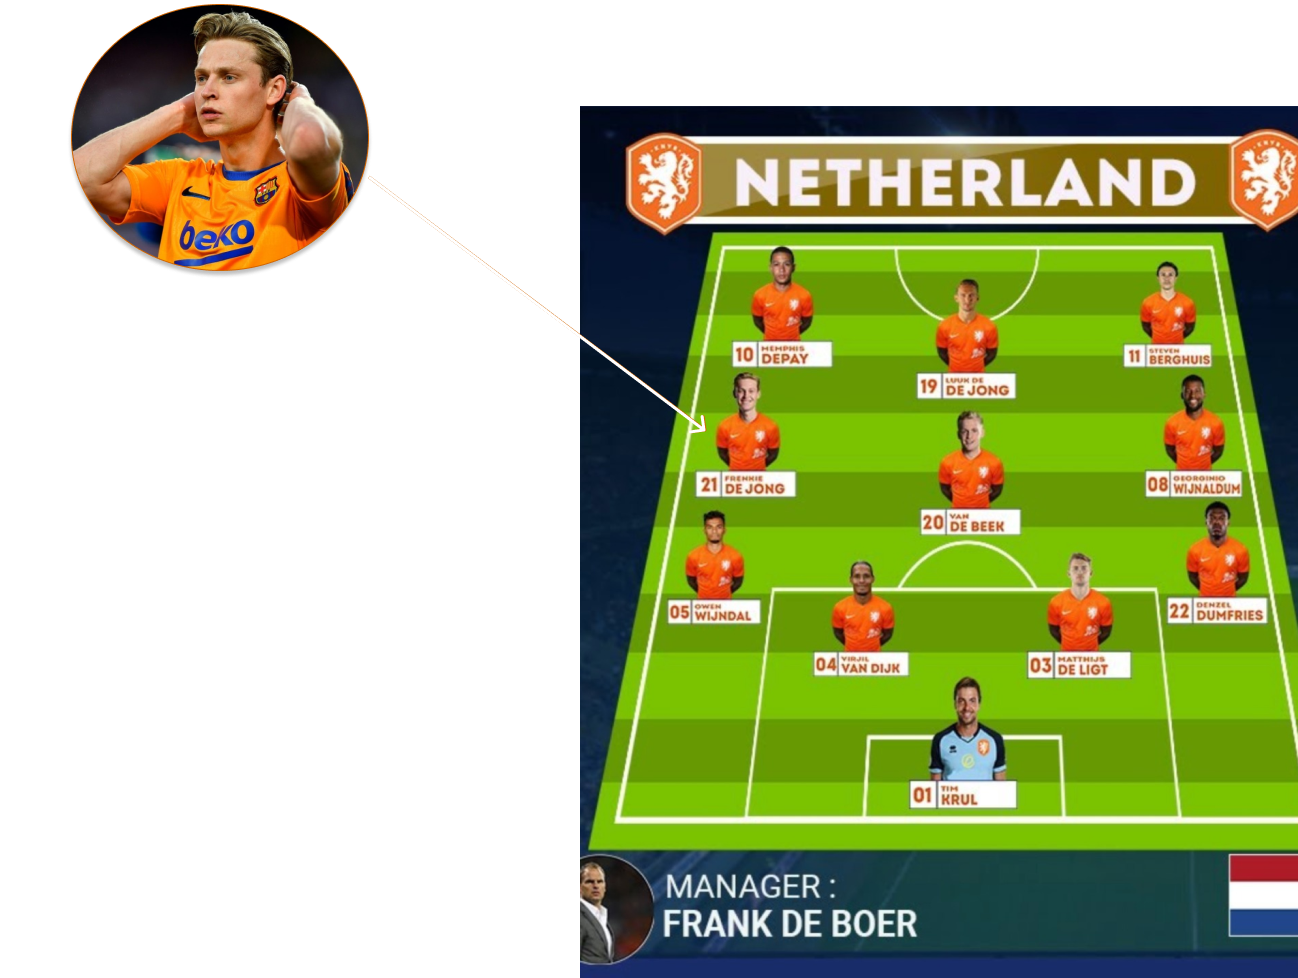 beko
NETHERLAND
10 MEMPHIS
DEPAY
19 LUUK DE
DE JONG
11 STEVEN
BERGHUIS
21 FRENKIE
DE JONG
20 VAN
DE BEEK
08 GEORGINIO
WIJNALDUM
05 OWEN
WIJNDAL
04 VIRJIL
VAN DIJK
03 MATTHIJS
DE LIGT
22 DENZEL
DUMFRIES
01 TIM
KRUL
MANAGER :
FRANK DE BOER